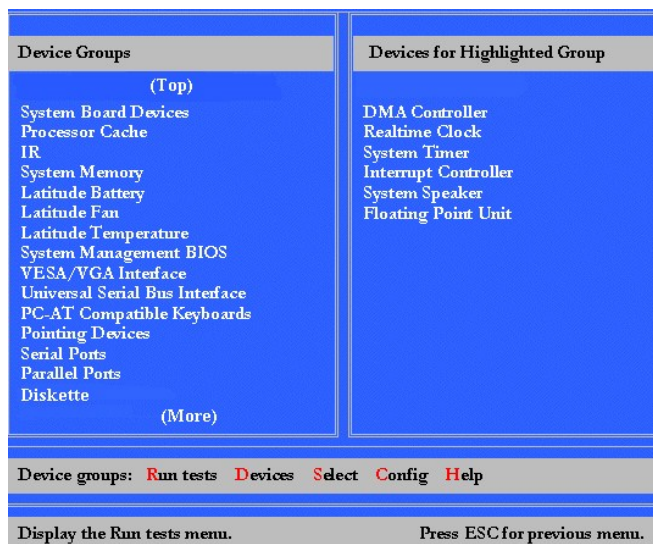 Device Groups
(Top)
System Board Devices
Processor Cache
IR
System Memory
Latitude Battery
Latitude Fan
Latitude Temperature
System Management BIOS
VESA/VGA Interface
Universal Serial Bus Interface
PC-AT Compatible Keyboards
Pointing Devices
Serial Ports
Parallel Ports
Diskette
(More)
Devices for Highlighted Group
DMA Controller
Realtime Clock
System Timer
Interrupt Controller
System Speaker
Floating Point Unit
Device groups: Run tests Devices Select Config Help
Display the Run tests menu. Press ESC for previous menu.